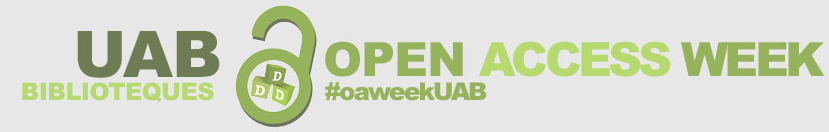 UAB
BIBLIOTEQUES
D
D D
OPEN ACCESS WEEK
#oaweekUAB